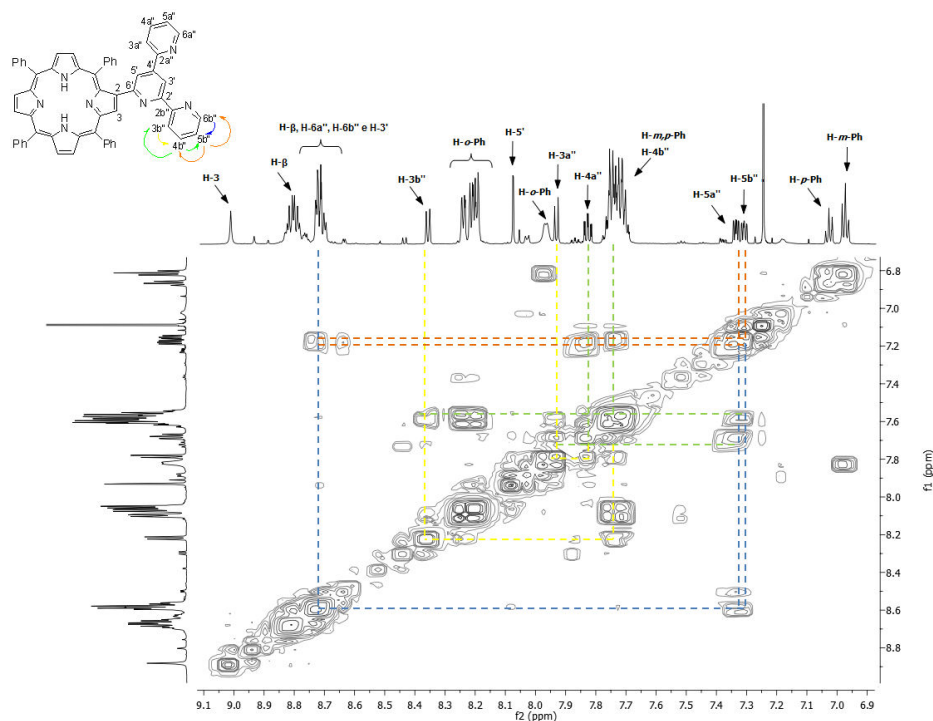 5a"
4a"
6a"
3a"
N
2a"
Ph
Ph
5'
4'
3'
NH
N
2
6'
N
2'
N
N
3
2b"
6b"
HN
3b"
5b"
Ph
Ph
4b"
H-β, H-6a'', H-6b'' e H-3'
H-o-Ph
H-5'
H-m,p-Ph
H-4b''
H-m-Ph
H-β
H-3a''
H-3
H-3b''
H-o-Ph
H-4a''
H-5a''
H-5b''
H-p-Ph
6.8
7.0
7.2
7.4
7.6
7.8
8.0
8.2
8.4
8.6
8.8
f1 (ppm)
9.1 9.0 8.9 8.8 8.7 8.6 8.5 8.4 8.3 8.2 8.1 8.0 7.9 7.8 7.7 7.6 7.5 7.4 7.3 7.2 7.1 7.0 6.9
f2 (ppm)